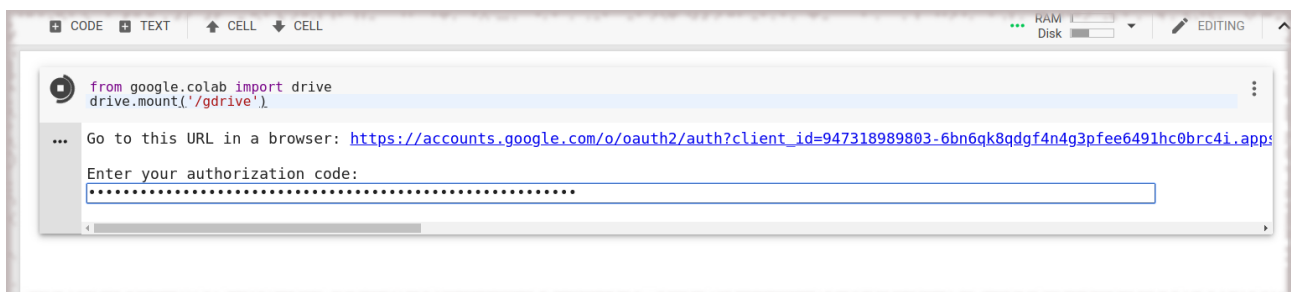 CODE TEXT CELL CELL RAM Disk EDITING
from google.colab import drive
drive.mount('/gdrive')
Go to this URL in a browser: https://accounts.google.com/o/oauth2/auth?client_id=947318989803-6bn6qk8qdgf4n4g3pfee6491hc0brc4i.apps
Enter your authorization code: